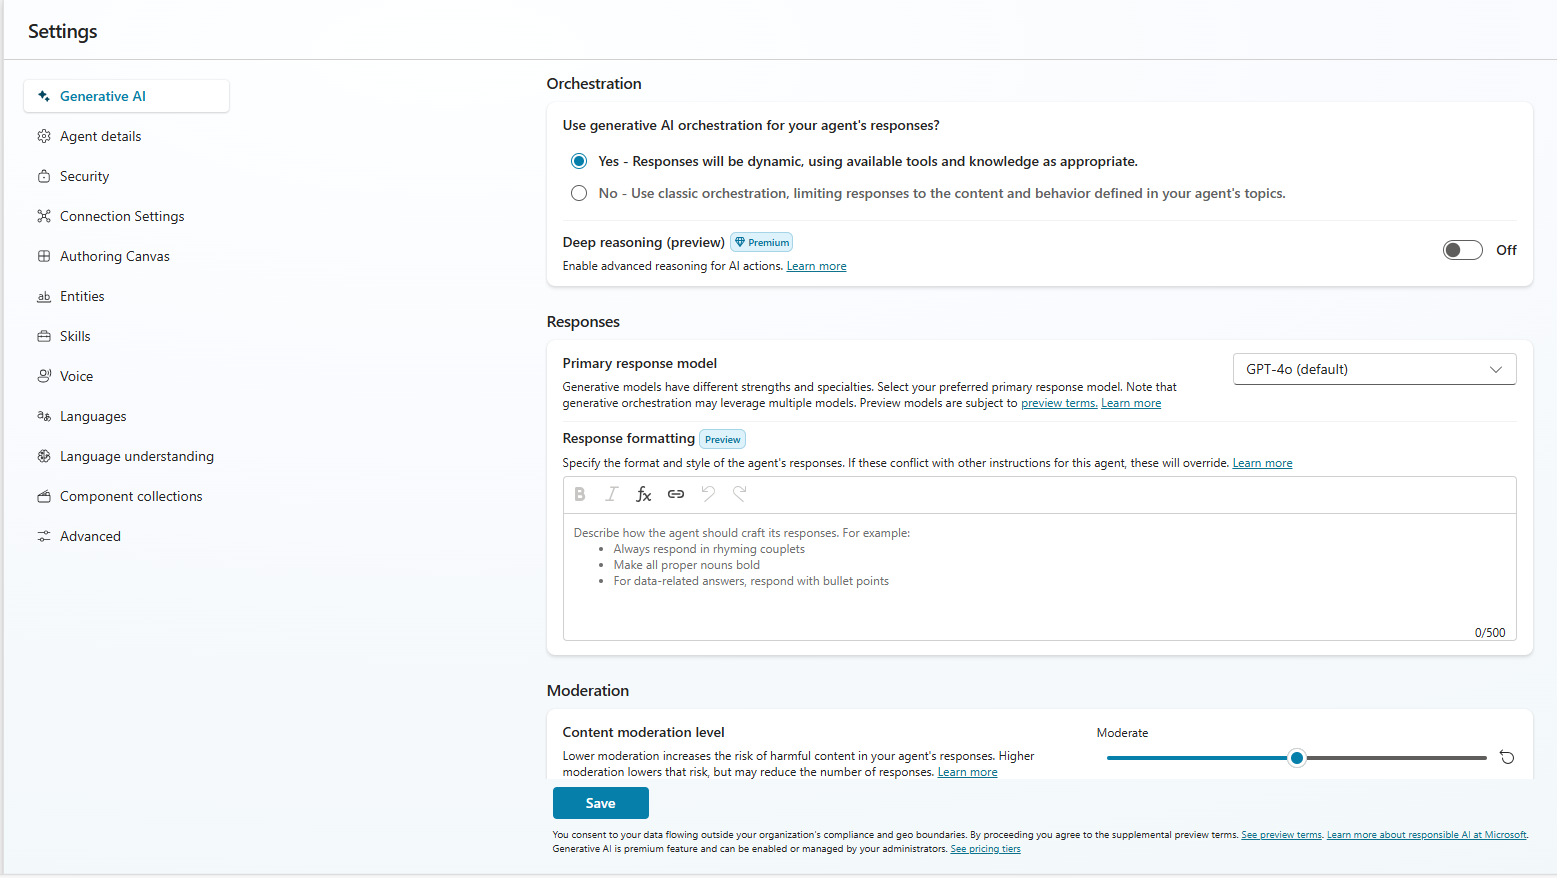 Settings
Generative AI
Agent details
Security
Connection Settings
Authoring Canvas
Entities
Skills
Voice
Languages
Language understanding
Component collections
Advanced
Orchestration
Use generative AI orchestration for your agent's responses?
Yes - Responses will be dynamic, using available tools and knowledge as appropriate.
No - Use classic orchestration, limiting responses to the content and behavior defined in your agent's topics.
Deep reasoning (preview) Premium
Enable advanced reasoning for AI actions. Learn more
Off
Responses
Primary response model
Generative models have different strengths and specialties. Select your preferred primary response model. Note that
generative orchestration may leverage multiple models. Preview models are subject to preview terms. Learn more
GPT-4o (default)
Response formatting Preview
Specify the format and style of the agent's responses. If these conflict with other instructions for this agent, these will override. Learn more
B I fx
Describe how the agent should craft its responses. For example:
• Always respond in rhyming couplets
• Make all proper nouns bold
• For data-related answers, respond with bullet points
0/500
Moderation
Content moderation level
Lower moderation increases the risk of harmful content in your agent's responses. Higher
moderation lowers that risk, but may reduce the number of responses. Learn more
Moderate
Save
You consent to your data flowing outside your organization's compliance and geo boundaries. By proceeding you agree to the supplemental preview terms. See preview terms. Learn more about responsible AI at Microsoft.
Generative AI is premium feature and can be enabled or managed by your administrators. See pricing tiers